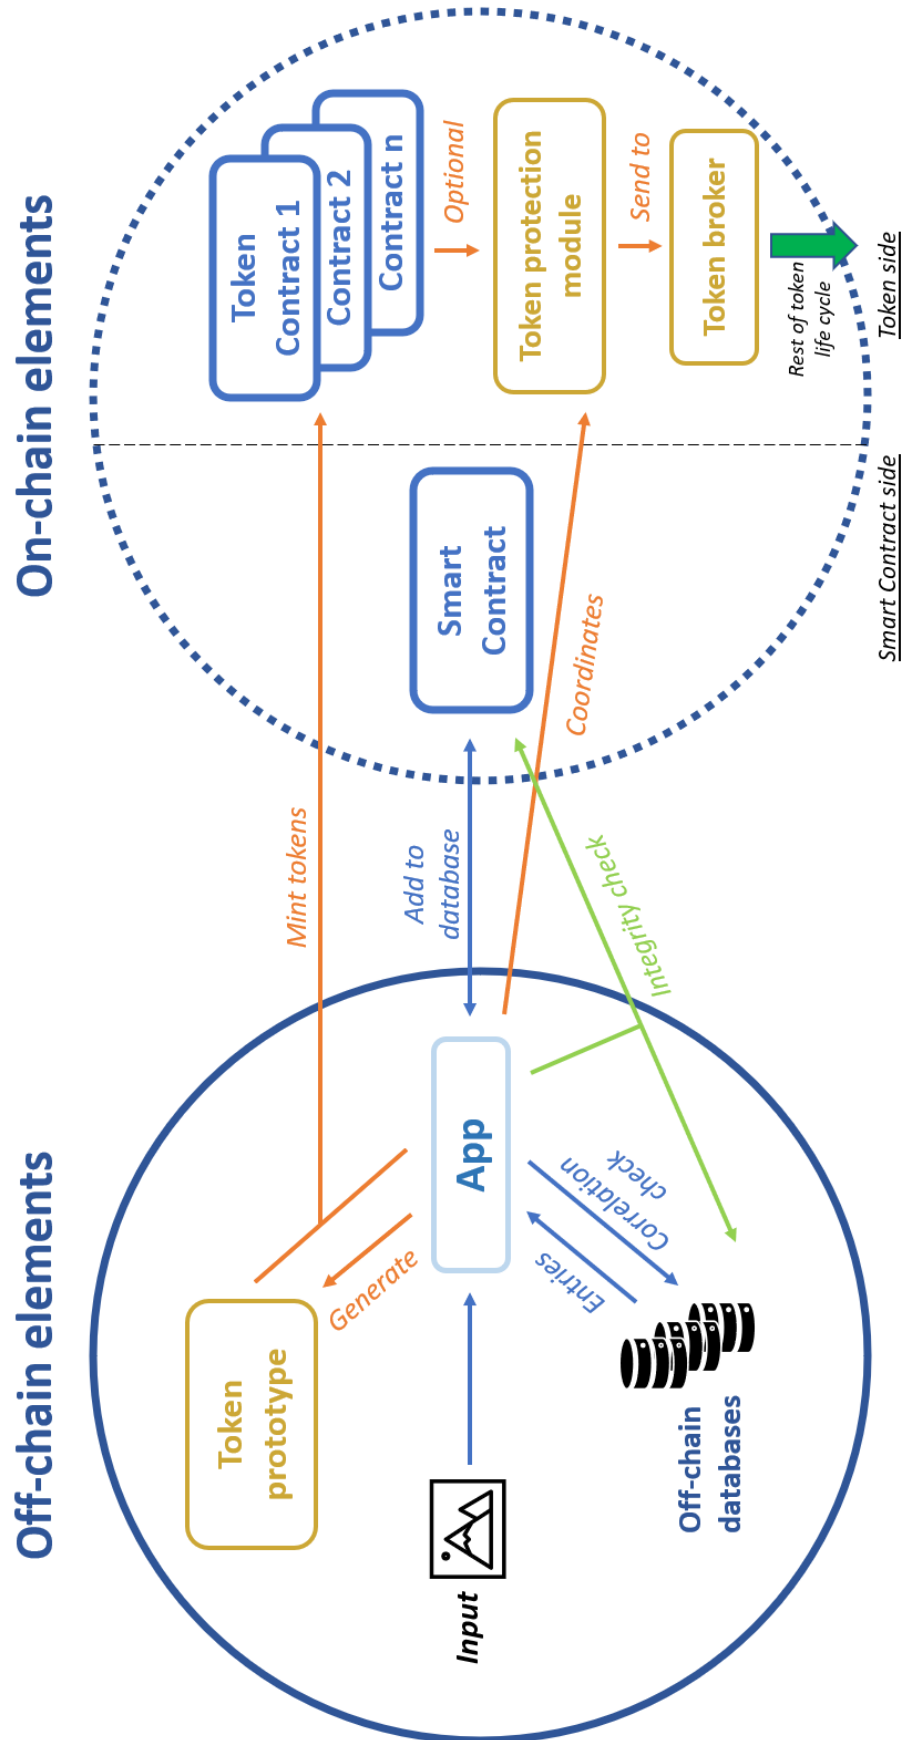 Off-chain elements
On-chain elements
Token
prototype
Generate
Mint tokens
Input
App
Add to
database
Entries
Correlation
check
Off-chain
databases
Integrity check
Coordinates
Smart
Contract
Token
Contract 1
Contract 2
Contract n
Optional
Token protection
module
Send to
Token broker
Rest of token
life cycle
Smart Contract side
Token side